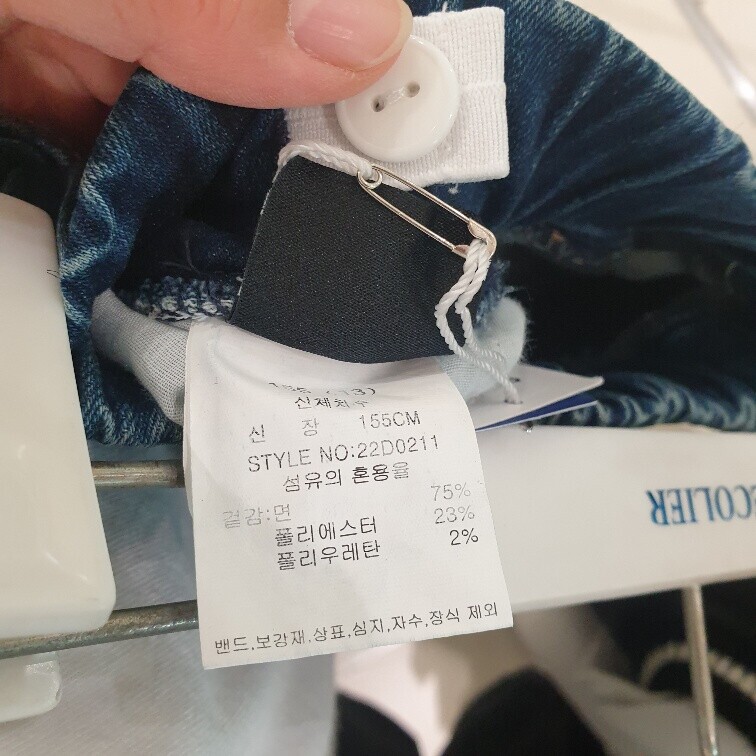 신체치수
신 장 155CM
STYLE NO:22D0211
섬유의 혼용율
겉감:면 75%
폴리에스터 23%
폴리우레탄 2%
밴드,보강재,상표,심지,자수,장식 제외
ECOLIER